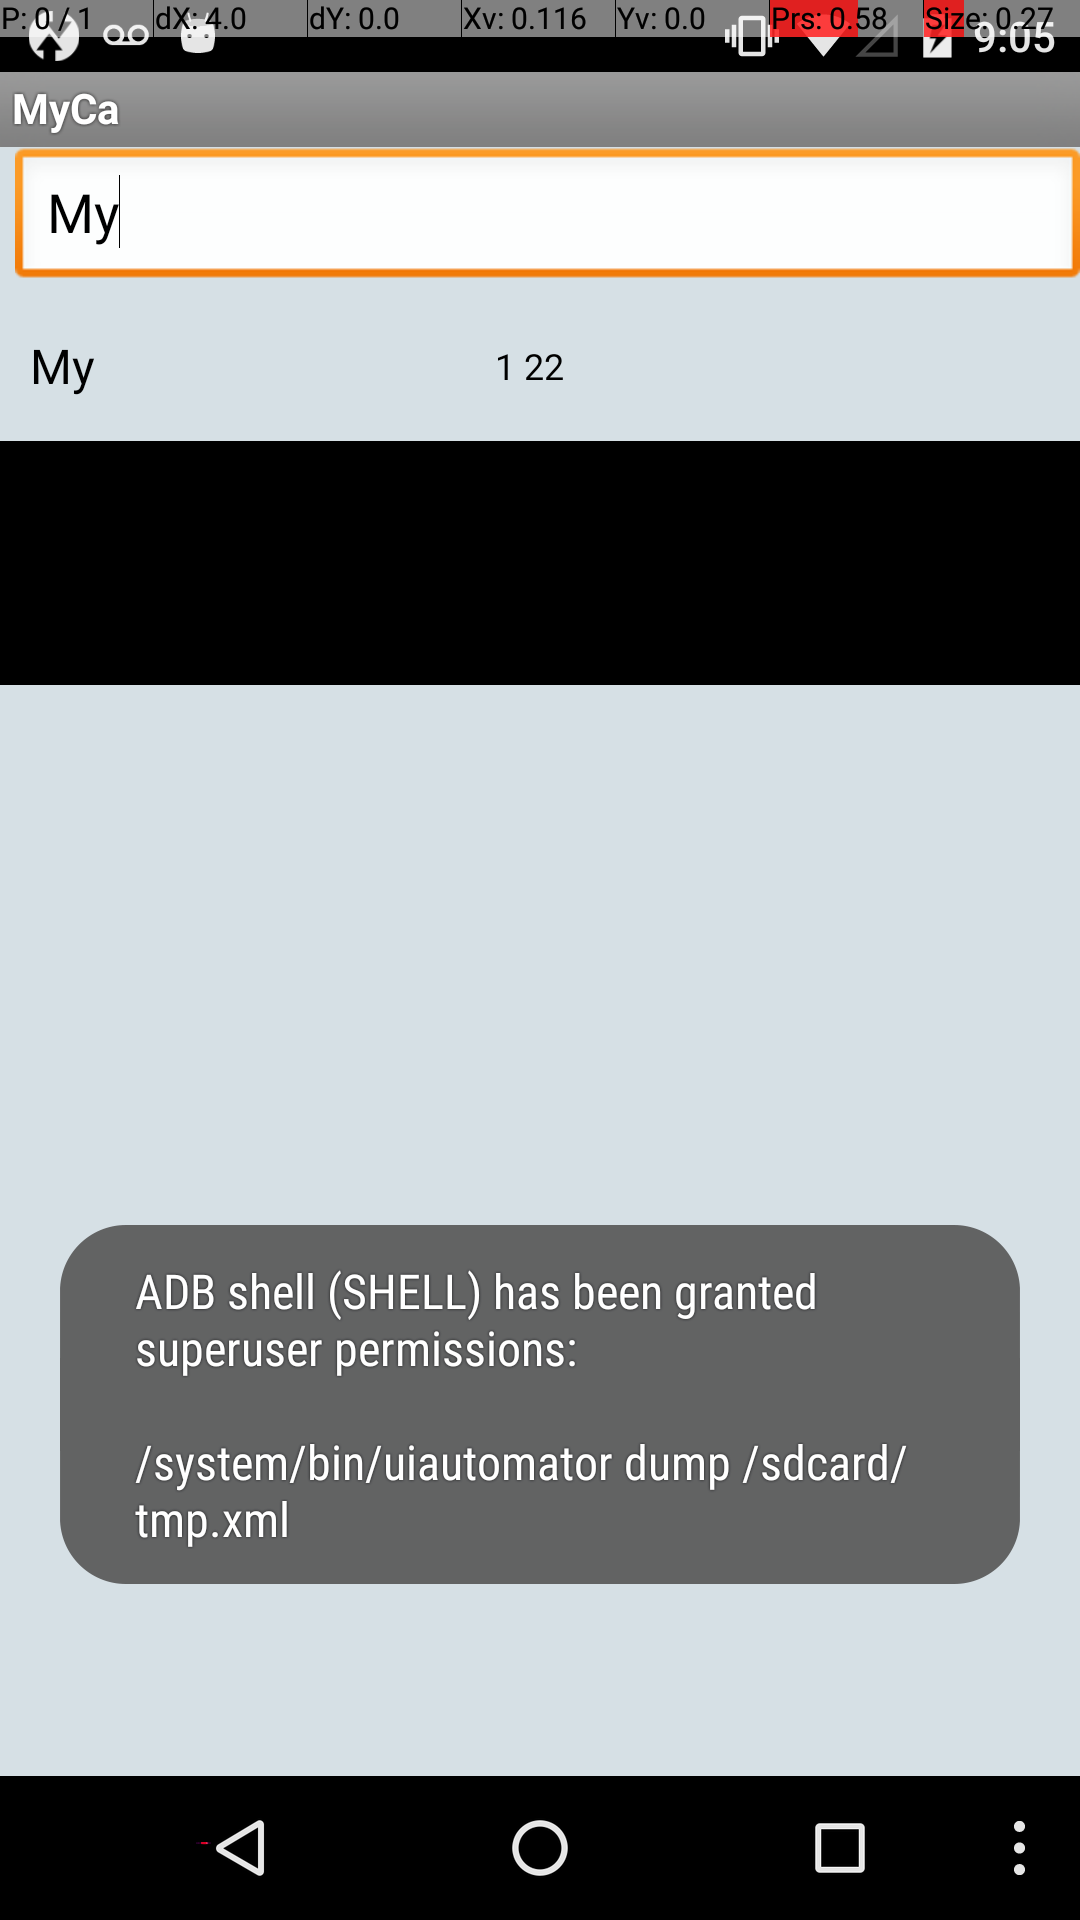 P: 0 / 1 dX: 4.0 dY: 0.0 Xv: 0.116 Yv: 0.0 Prs: 0.58 Size: 0.27
9:05
MyCa
My
My 1 22
ADB shell (SHELL) has been granted
superuser permissions:
/system/bin/uiautomator dump /sdcard/
tmp.xml